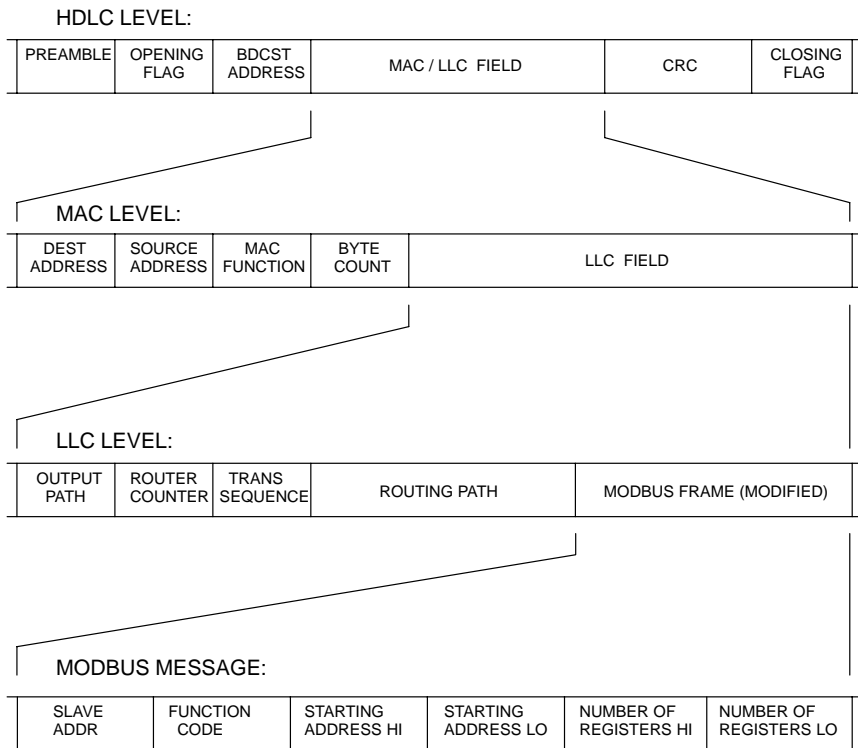 HDLC LEVEL:
PREAMBLE
OPENING
FLAG
BDCST
ADDRESS
MAC / LLC FIELD
CRC
CLOSING
FLAG
MAC LEVEL:
DEST
ADDRESS
SOURCE
ADDRESS
MAC
FUNCTION
BYTE
COUNT
LLC FIELD
LLC LEVEL:
OUTPUT
PATH
ROUTER
COUNTER
TRANS
SEQUENCE
ROUTING PATH
MODBUS FRAME (MODIFIED)
MODBUS MESSAGE:
SLAVE
ADDR
FUNCTION
CODE
STARTING
ADDRESS HI
STARTING
ADDRESS LO
NUMBER OF
REGISTERS HI
NUMBER OF
REGISTERS LO